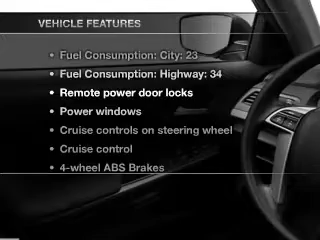 VEHICLE FEATURES
• Fuel Consumption: City: 23
• Fuel Consumption: Highway: 34
• Remote power door locks
• Power windows
• Cruise controls on steering wheel
• Cruise control
• 4-wheel ABS Brakes